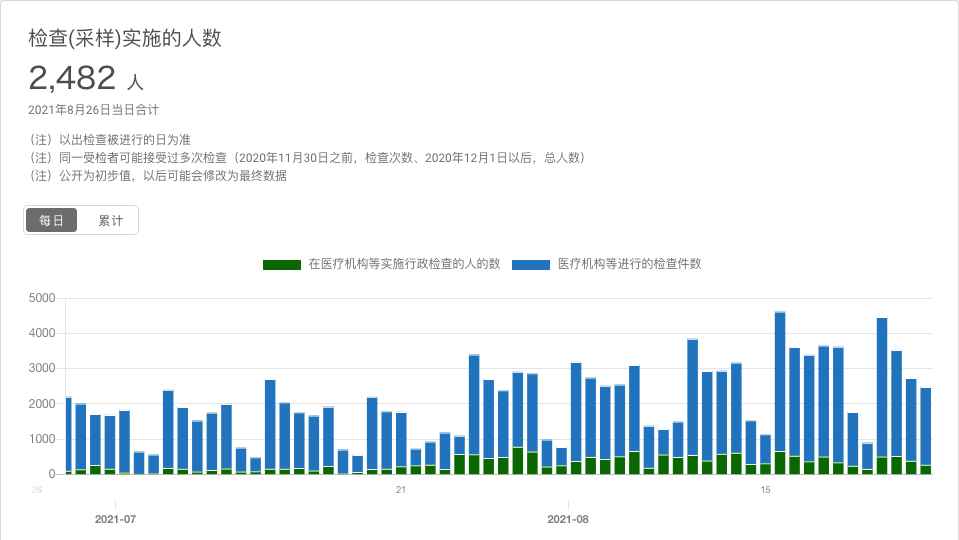 检查(采样)实施的人数
2,482 人
2021年8月26日当日合计
（注）以出检查被进行的日为准
（注）同一受检者可能接受过多次检查（2020年11月30日之前，检查次数、2020年12月1日以后，总人数）
（注）公开为初步值，以后可能会修改为最终数据
每日 累计
在医疗机构等实施行政检查的人的数 医疗机构等进行的检查件数
5000
4000
3000
2000
1000
0
26 21 15
2021-07 2021-08